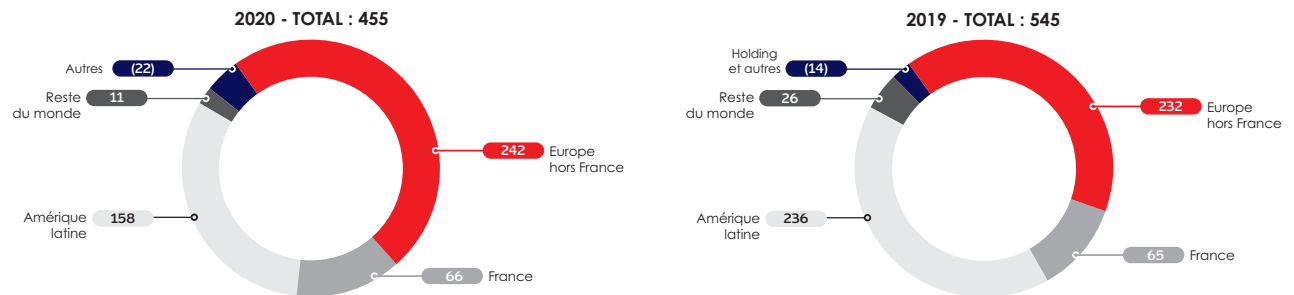 2020 - TOTAL : 455
Autres (22)
Reste
du monde
11
242
Europe
hors France
Amérique
latine
158
66 France
2019 - TOTAL : 545
Holding
et autres
(14)
Reste
du monde
26
232
Europe
hors France
Amérique
latine
236
65 France